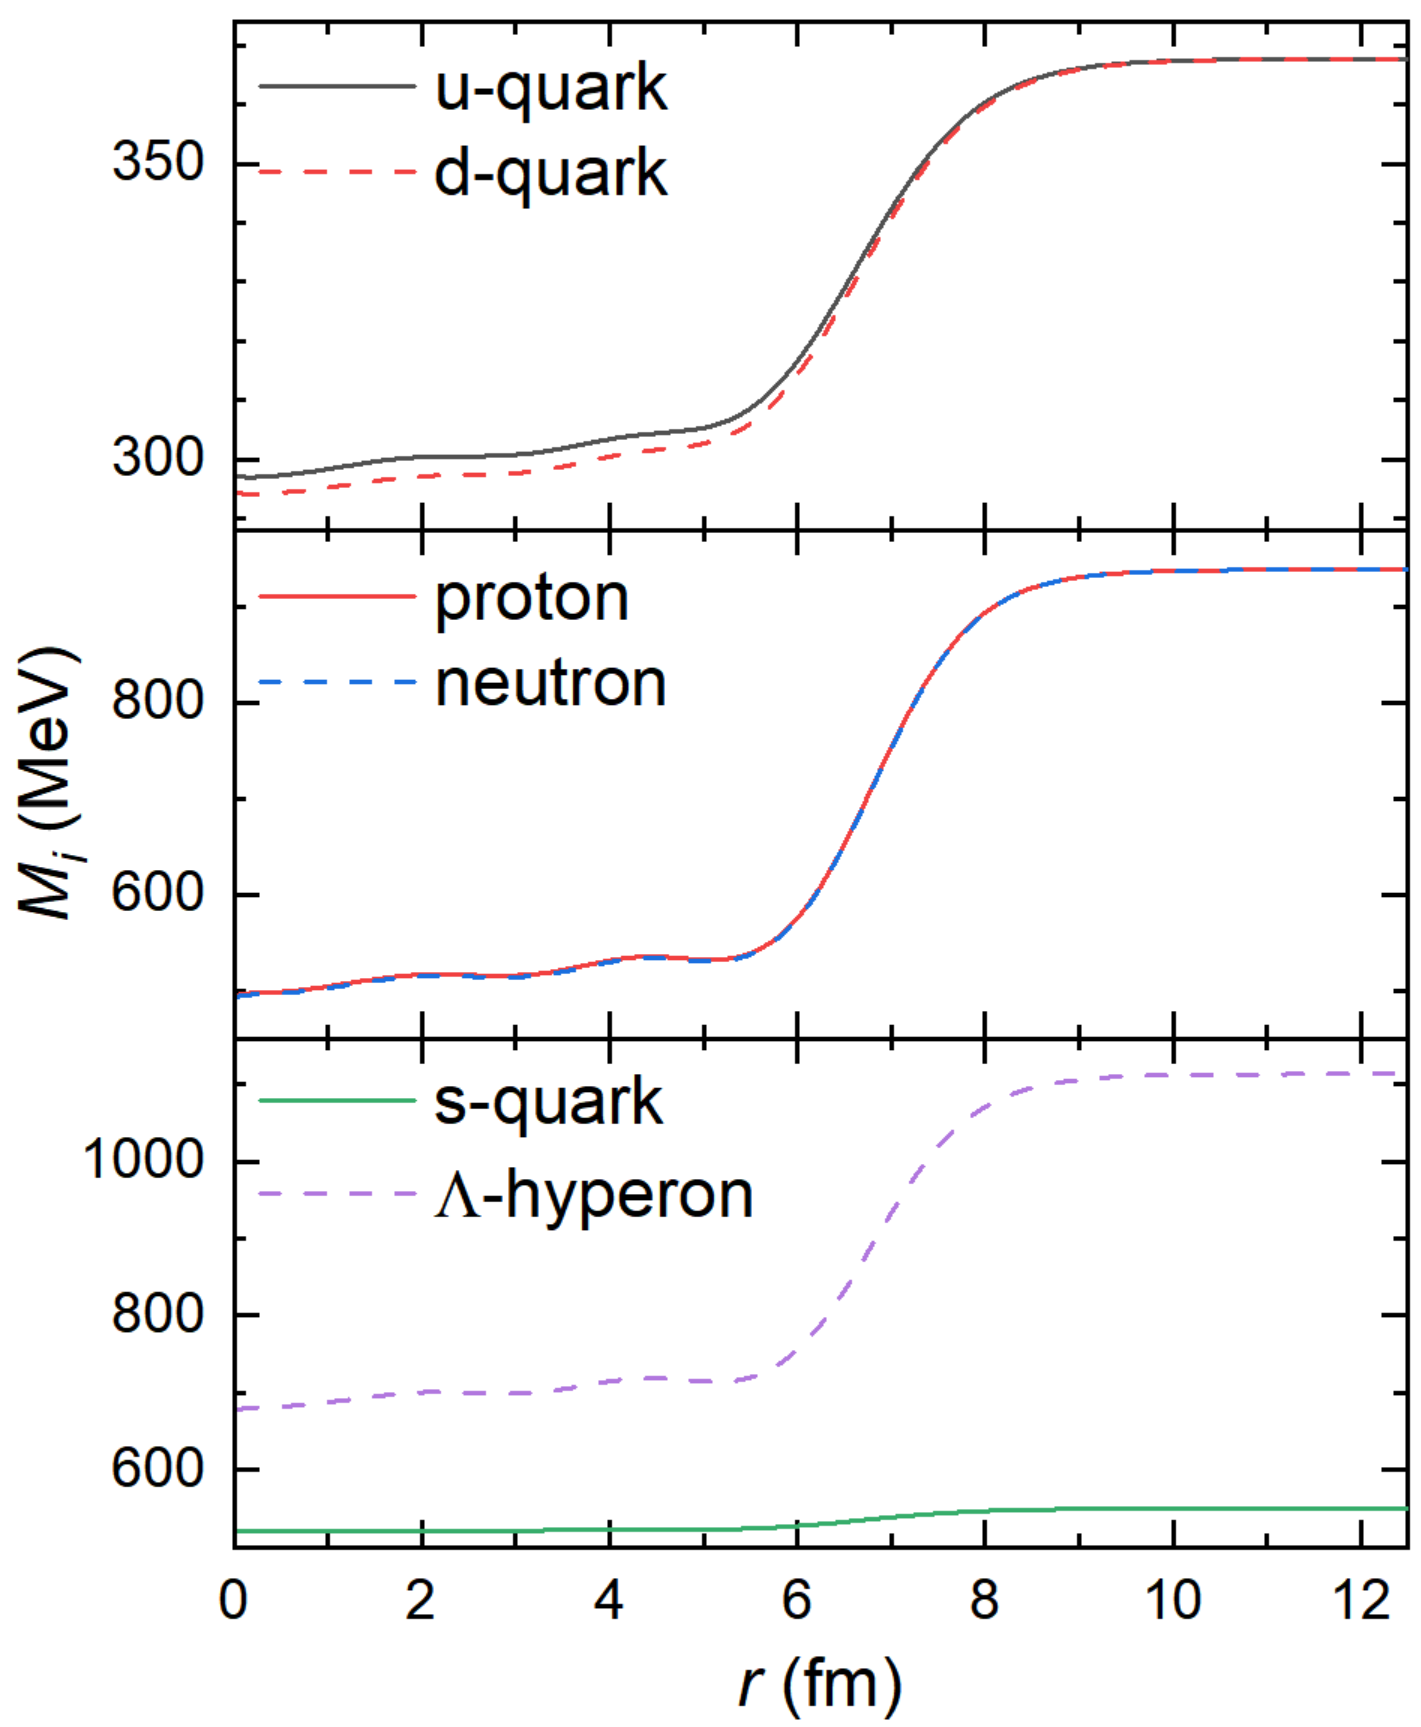 u-quark
d-quark
350
300
proton
neutron
800
600
M_i (MeV)
s-quark
Λ-hyperon
1000
800
600
0 2 4 6 8 10 12
r (fm)